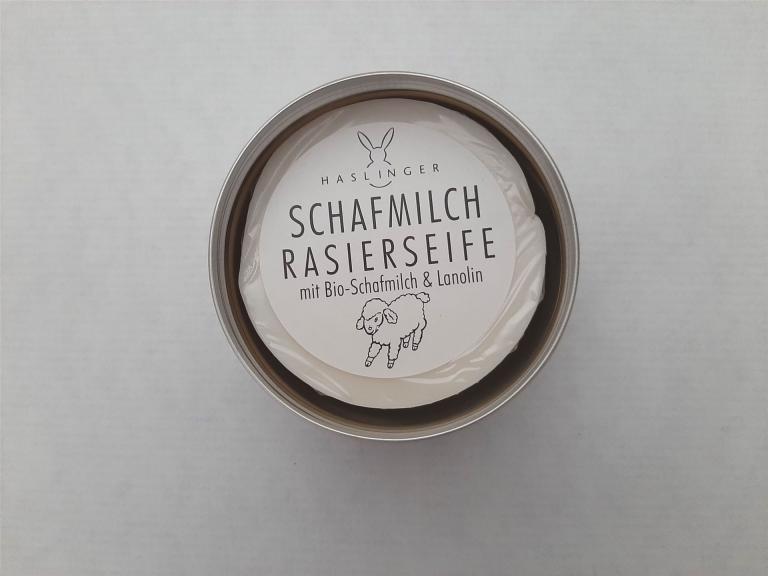 HASLINGER
SCHAFMILCH
RASIERSEIFE
mit Bio-Schafmilch & Lanolin